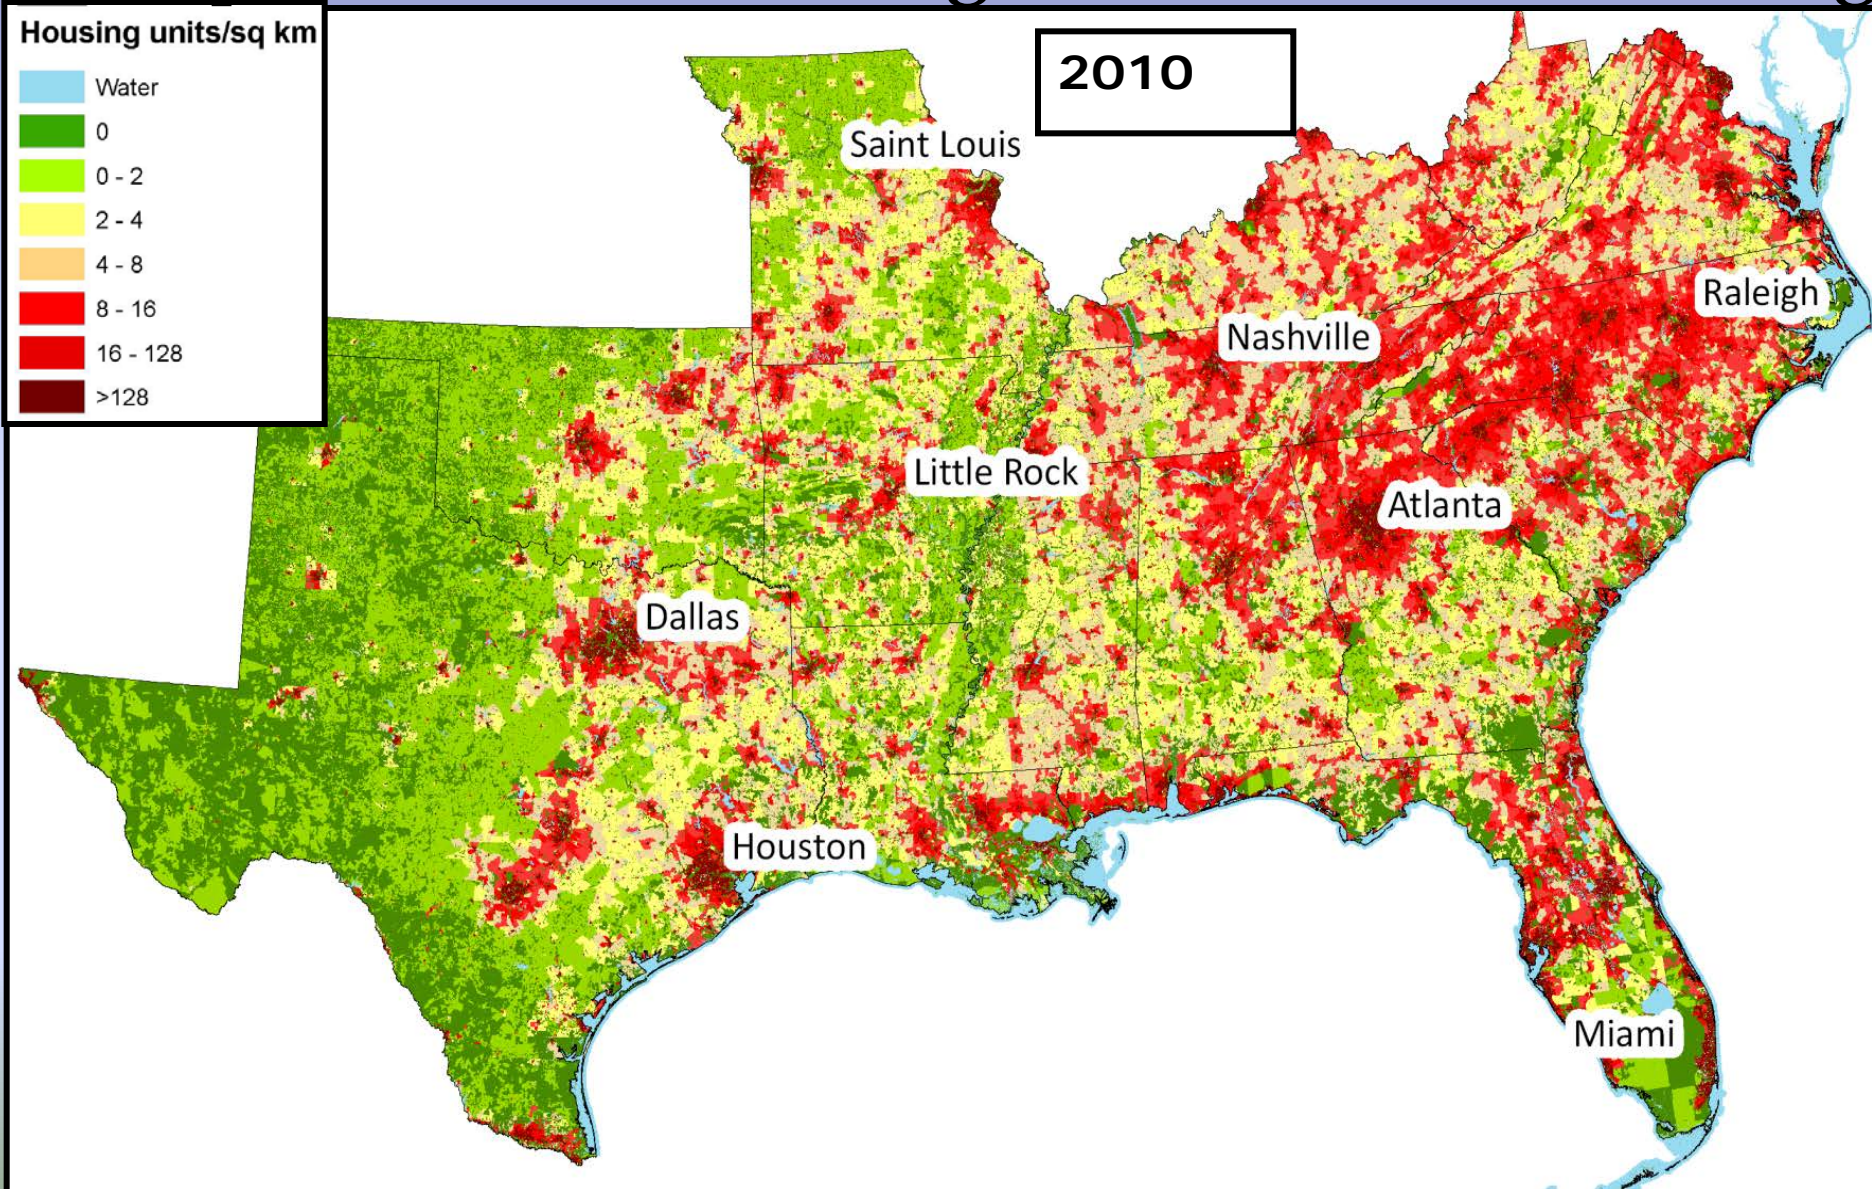 Housing units/sq km
Water
0
0 - 2
2 - 4
4 - 8
8 - 16
16 - 128
>128
2010
Saint Louis
Raleigh
Nashville
Little Rock
Atlanta
Dallas
Houston
Miami